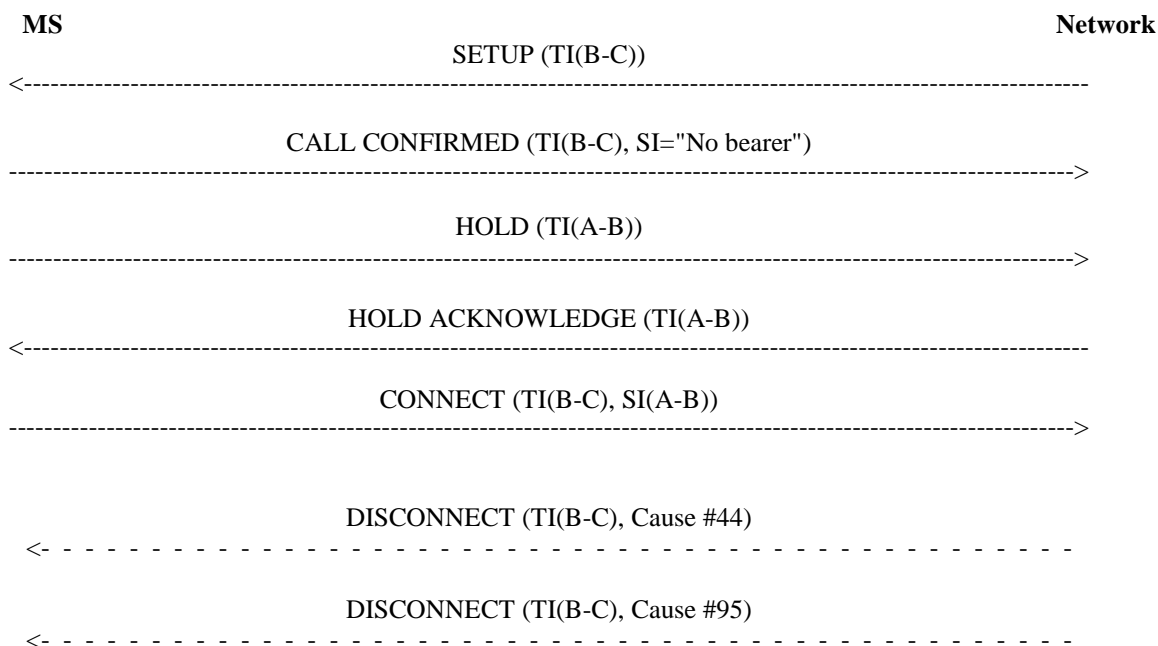 MS Network
SETUP (TI(B-C))
CALL CONFIRMED (TI(B-C), SI="No bearer")
HOLD (TI(A-B))
HOLD ACKNOWLEDGE (TI(A-B))
CONNECT (TI(B-C), SI(A-B))
DISCONNECT (TI(B-C), Cause #44)
DISCONNECT (TI(B-C), Cause #95)